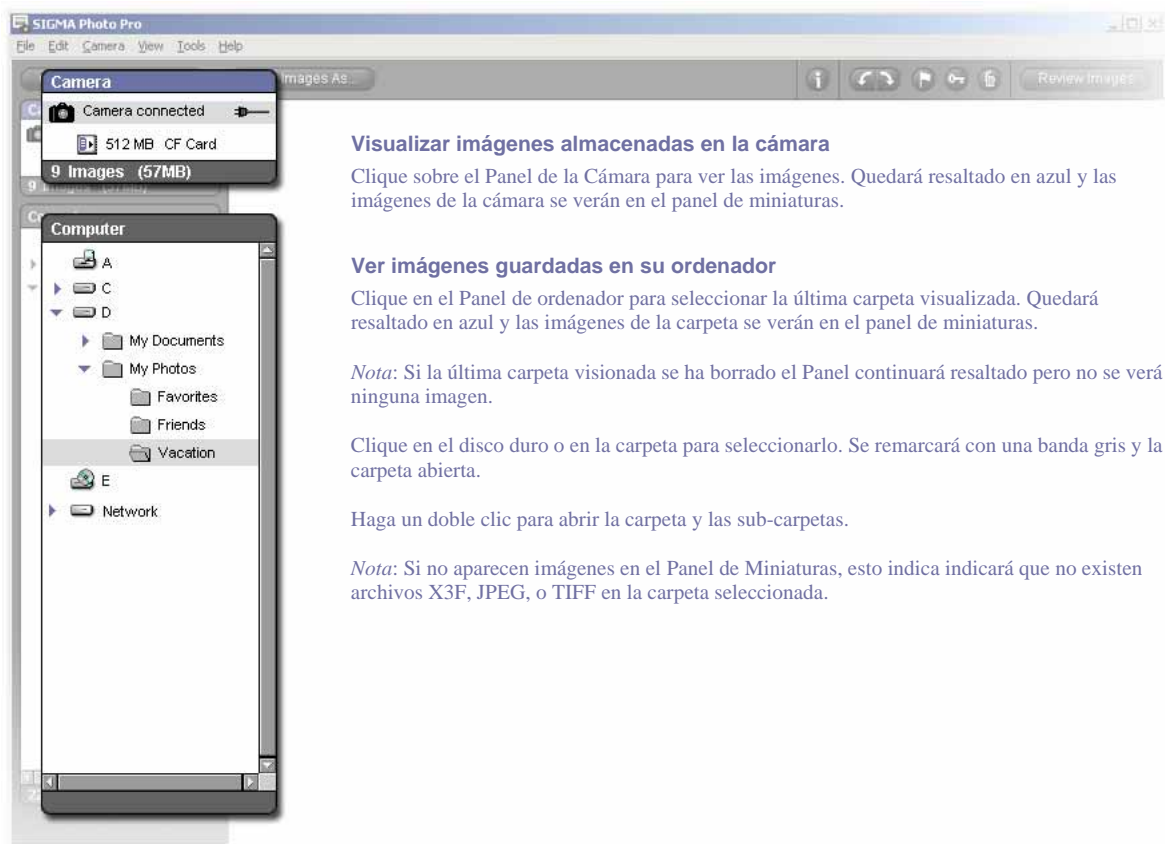 SIGMA Photo Pro
File Edit Camera View Tools Help
Images As...
Review Images
Camera
Camera connected
512 MB CF Card
9 Images (57MB)
Computer
A
C
D
My Documents
My Photos
Favorites
Friends
Vacation
E
Network
Visualizar imágenes almacenadas en la cámara
Clique sobre el Panel de la Cámara para ver las imágenes. Quedará resaltado en azul y las
imágenes de la cámara se verán en el panel de miniaturas.
Ver imágenes guardadas en su ordenador
Clique en el Panel de ordenador para seleccionar la última carpeta visualizada. Quedará
resaltado en azul y las imágenes de la carpeta se verán en el panel de miniaturas.
Nota: Si la última carpeta visionada se ha borrado el Panel continuará resaltado pero no se verá
ninguna imagen.
Clique en el disco duro o en la carpeta para seleccionarlo. Se remarcará con una banda gris y la
carpeta abierta.
Haga un doble clic para abrir la carpeta y las sub-carpetas.
Nota: Si no aparecen imágenes en el Panel de Miniaturas, esto indica indicará que no existen
archivos X3F, JPEG, o TIFF en la carpeta seleccionada.